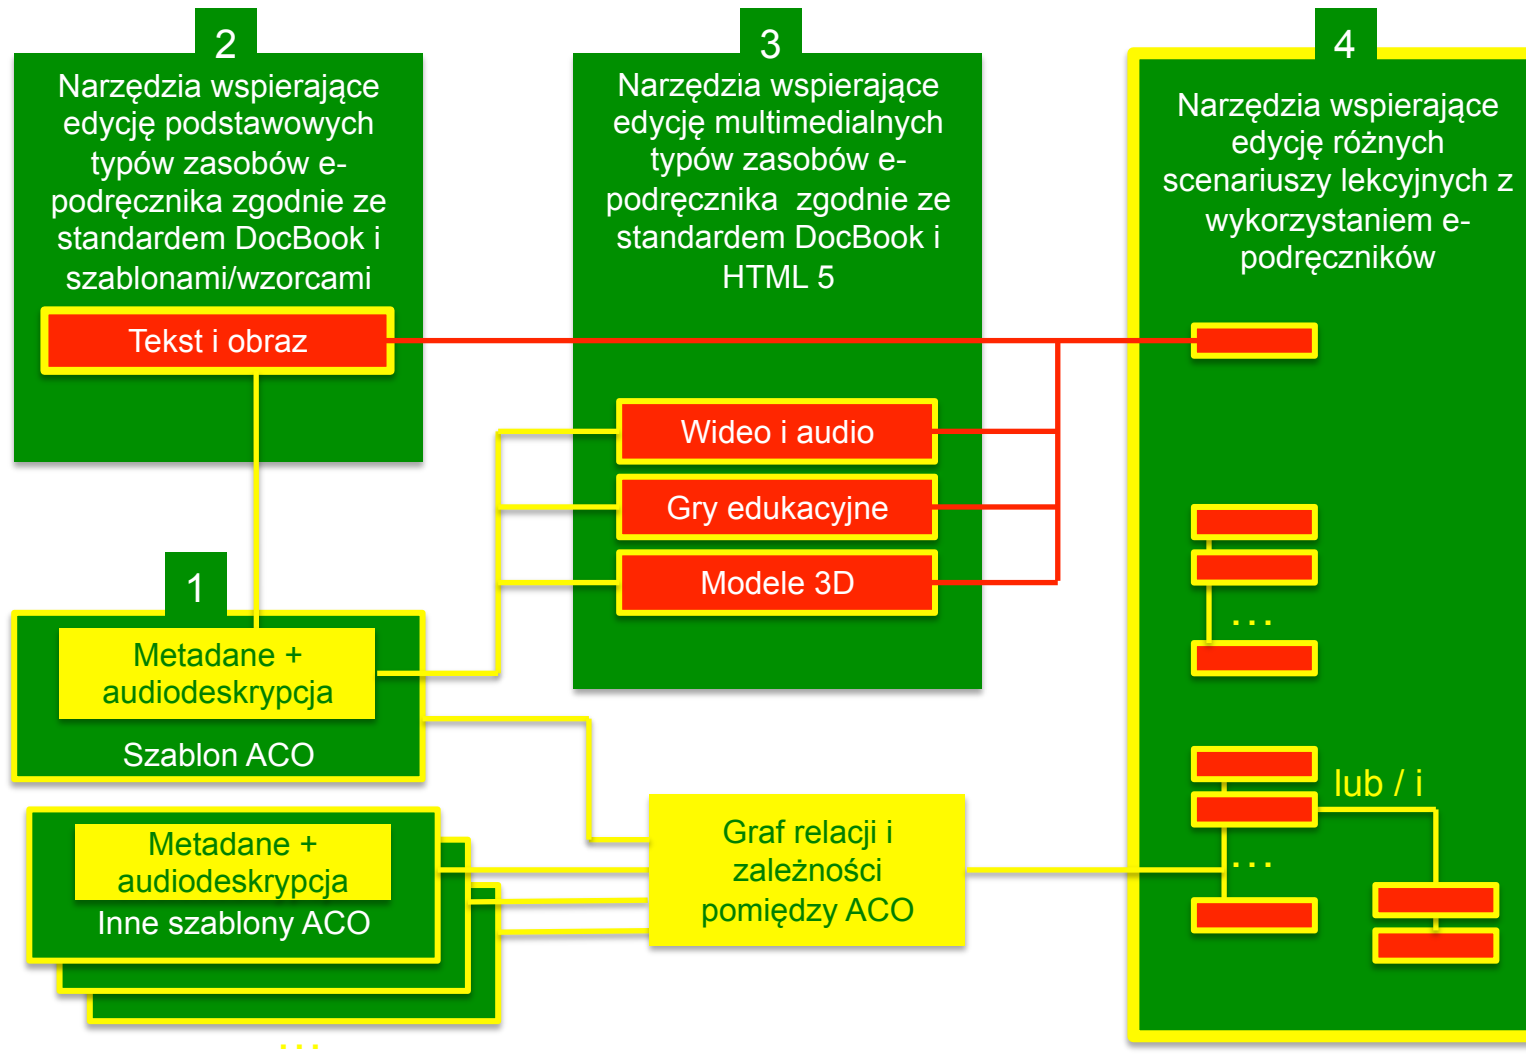 2
Narzędzia wspierające
edycję podstawowych
typów zasobów e-
podręcznika zgodnie ze
standardem DocBook i
szablonami/wzorcami
Tekst i obraz
3
Narzędzia wspierające
edycję multimedialnych
typów zasobów e-
podręcznika zgodnie ze
standardem DocBook i
HTML 5
Wideo i audio
Gry edukacyjne
Modele 3D
4
Narzędzia wspierające
edycję różnych
scenariuszy lekcyjnych z
wykorzystaniem e-
podręczników
...
lub / i
...
1
Metadane +
audiodeskrypcja
Szablon ACO
Metadane +
audiodeskrypcja
Inne szablony ACO
...
Graf relacji i
zależności
pomiędzy ACO